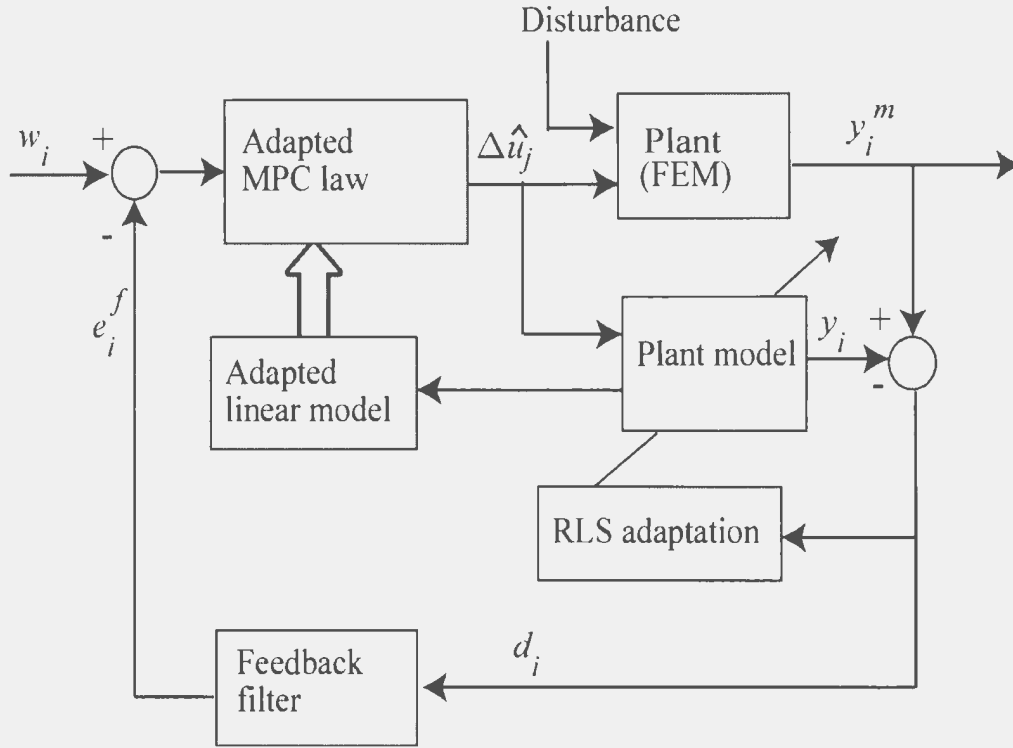 Disturbance
w_i
+
-
Adapted
MPC law
Δû_j
Plant
(FEM)
y_i^m
e_i^f
Adapted
linear model
Plant model
y_i
+
-
RLS adaptation
Feedback
filter
d_i